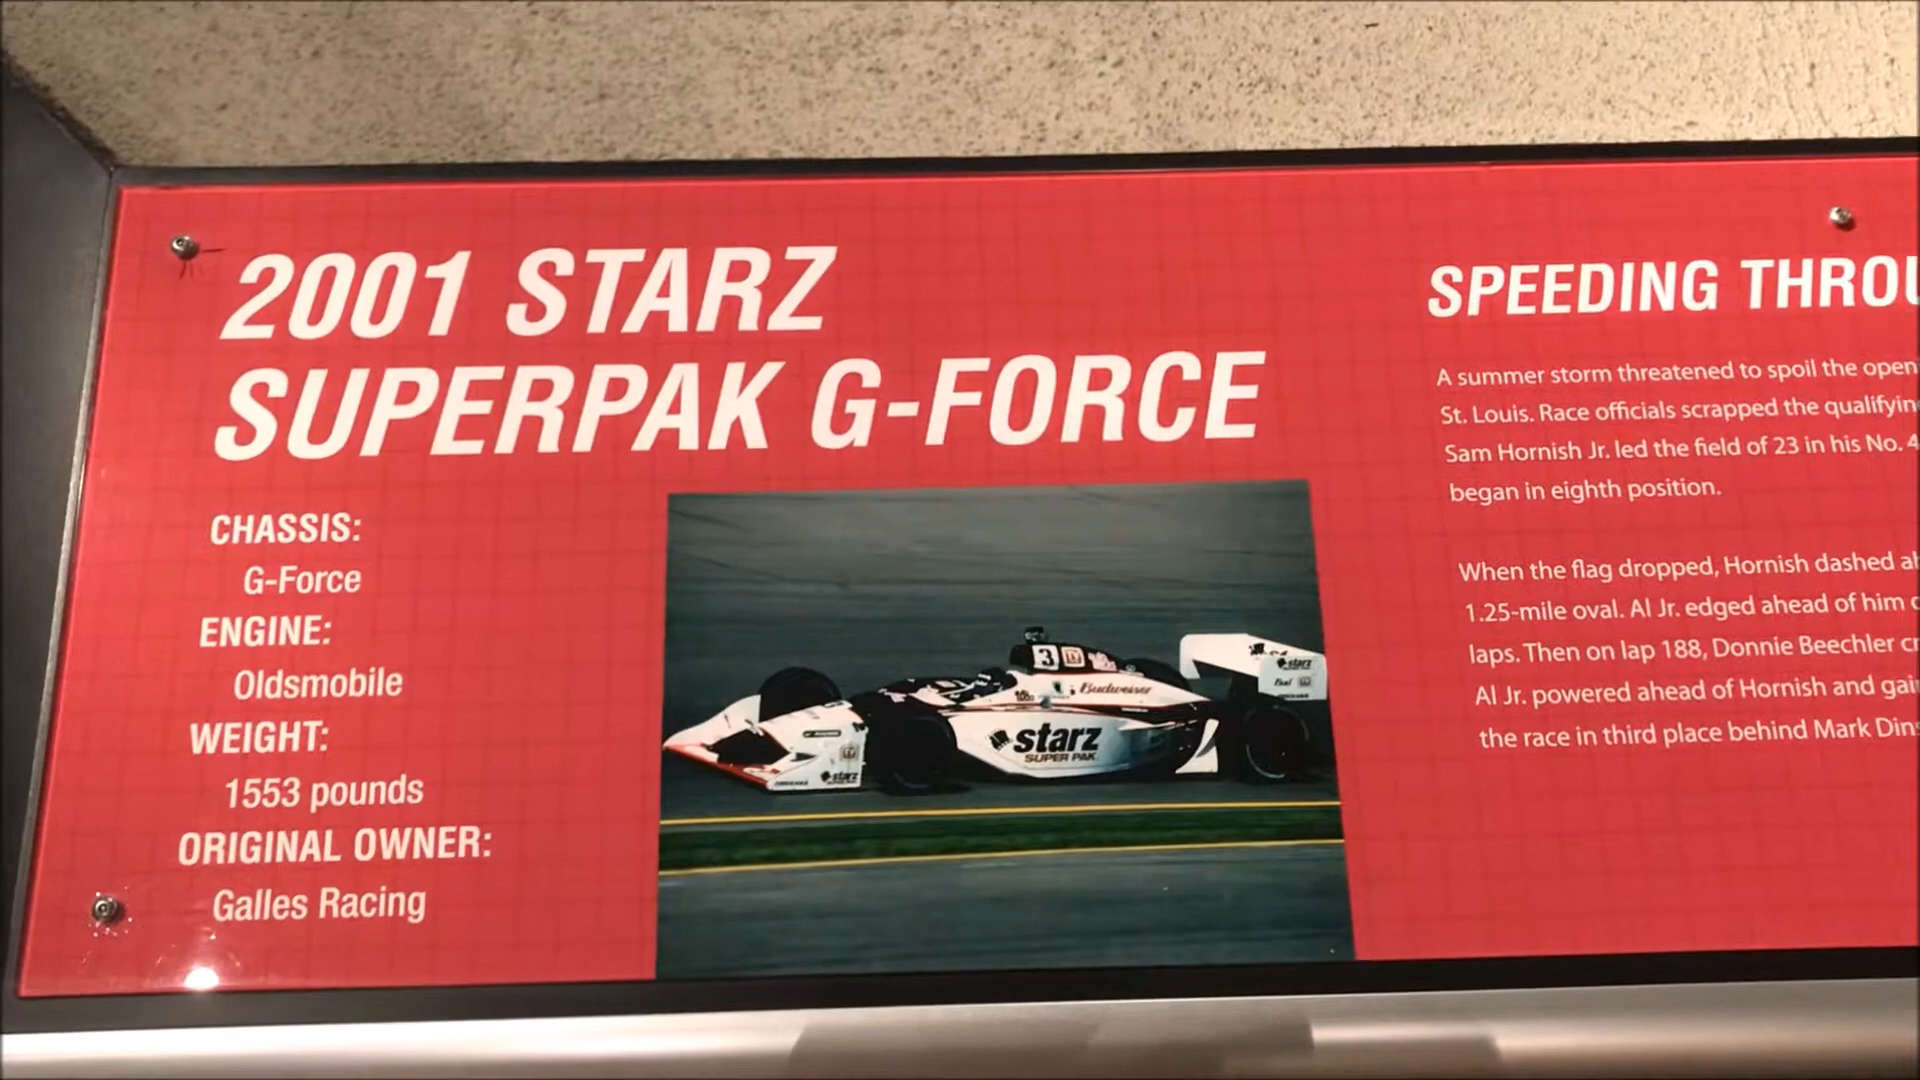 2001 STARZ
SUPERPAK G-FORCE
CHASSIS:
G-Force
ENGINE:
Oldsmobile
WEIGHT:
1553 pounds
ORIGINAL OWNER:
Galles Racing
3
Budweiser
starz
SUPER PAK
starz
starz
SPEEDING
A summer storm threatened to spoil the
St. Louis. Race officials scrapped the
Sam Hornish Jr. led the field of 23 in his No.
began in eighth position.
When the flag dropped, Hornish dashed
1.25-mile oval. Al Jr. edged ahead of him
laps. Then on lap 188, Donnie Beechler
Al Jr. powered ahead of Hornish and
the race in third place behind Mark